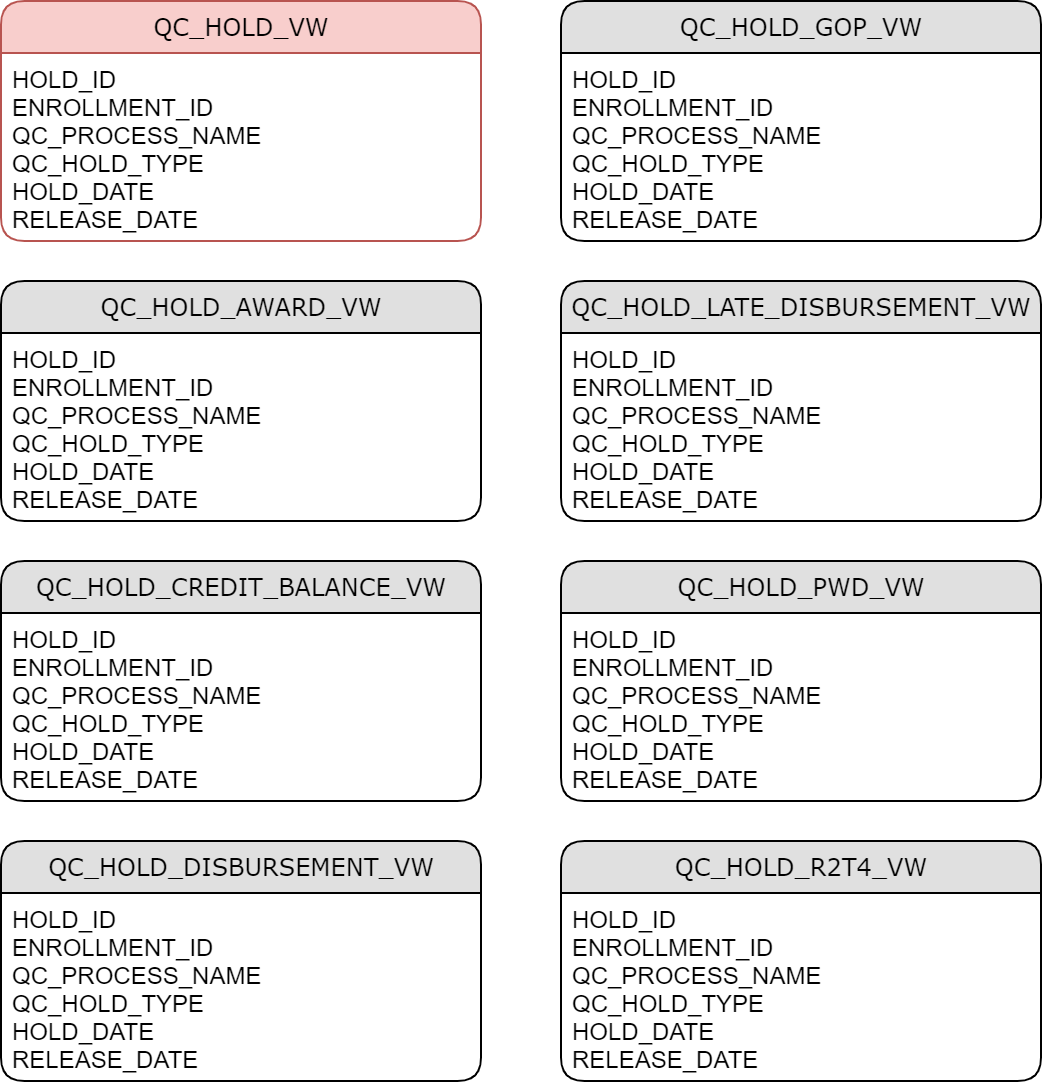 QC_HOLD_VW
HOLD_ID
ENROLLMENT_ID
QC_PROCESS_NAME
QC_HOLD_TYPE
HOLD_DATE
RELEASE_DATE
QC_HOLD_GOP_VW
HOLD_ID
ENROLLMENT_ID
QC_PROCESS_NAME
QC_HOLD_TYPE
HOLD_DATE
RELEASE_DATE
QC_HOLD_AWARD_VW
HOLD_ID
ENROLLMENT_ID
QC_PROCESS_NAME
QC_HOLD_TYPE
HOLD_DATE
RELEASE_DATE
QC_HOLD_LATE_DISBURSEMENT_VW
HOLD_ID
ENROLLMENT_ID
QC_PROCESS_NAME
QC_HOLD_TYPE
HOLD_DATE
RELEASE_DATE
QC_HOLD_CREDIT_BALANCE_VW
HOLD_ID
ENROLLMENT_ID
QC_PROCESS_NAME
QC_HOLD_TYPE
HOLD_DATE
RELEASE_DATE
QC_HOLD_PWD_VW
HOLD_ID
ENROLLMENT_ID
QC_PROCESS_NAME
QC_HOLD_TYPE
HOLD_DATE
RELEASE_DATE
QC_HOLD_DISBURSEMENT_VW
HOLD_ID
ENROLLMENT_ID
QC_PROCESS_NAME
QC_HOLD_TYPE
HOLD_DATE
RELEASE_DATE
QC_HOLD_R2T4_VW
HOLD_ID
ENROLLMENT_ID
QC_PROCESS_NAME
QC_HOLD_TYPE
HOLD_DATE
RELEASE_DATE